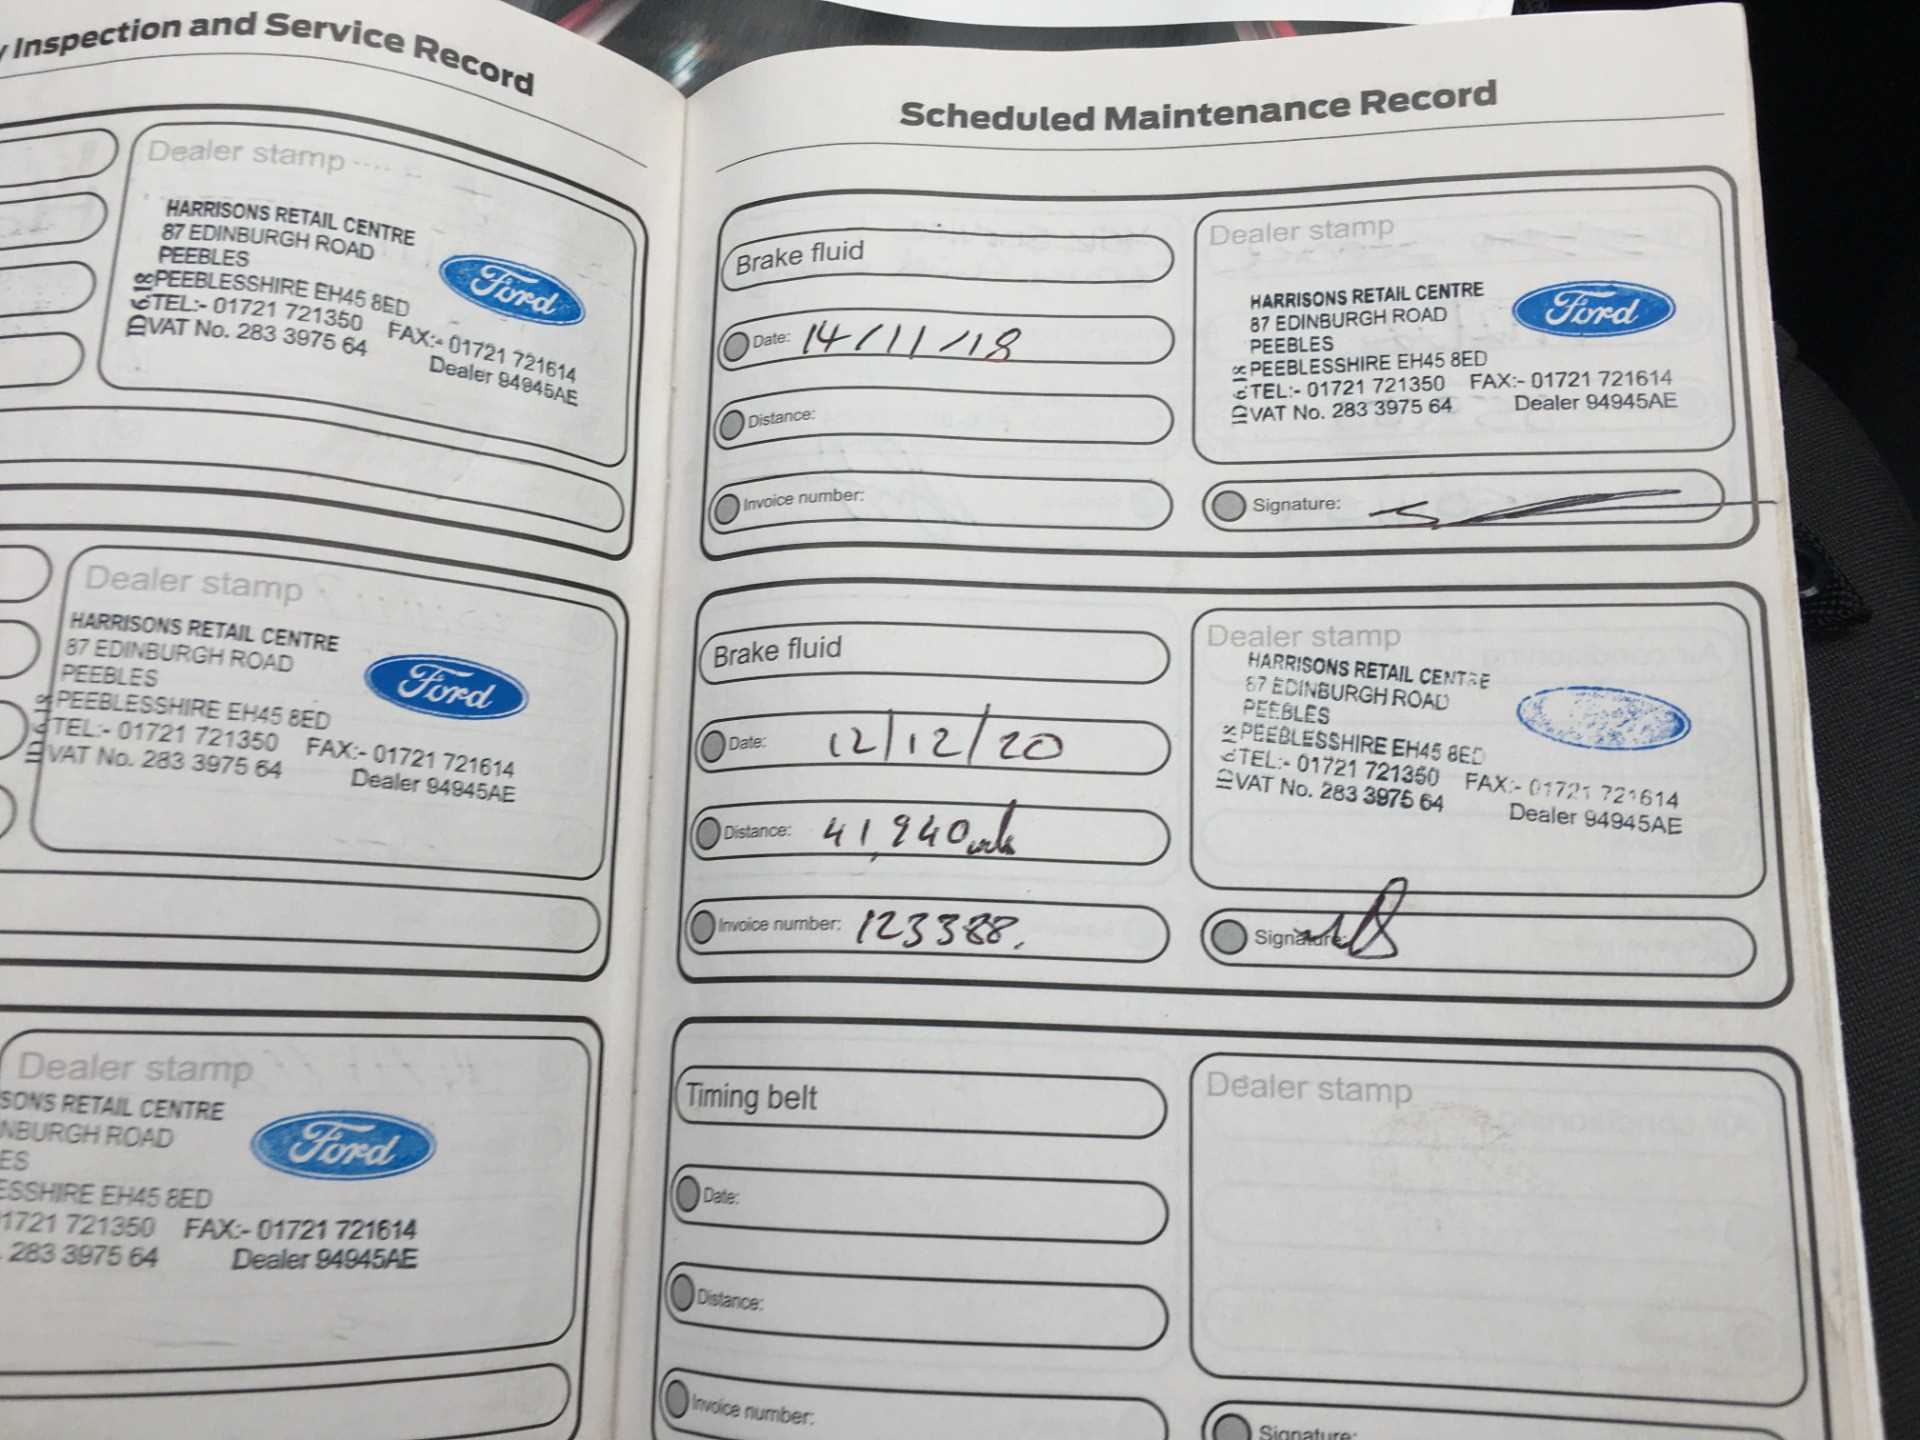 Inspection and Service Record
Dealer stamp
HARRISONS RETAIL CENTRE
87 EDINBURGH ROAD
PEEBLES
PEEBLESSHIRE EH45 8ED
TEL:- 01721 721350 FAX:- 01721 721614
VAT No. 283 3975 64 Dealer 94945AE
Ford
Dealer stamp
HARRISONS RETAIL CENTRE
87 EDINBURGH ROAD
PEEBLES
PEEBLESSHIRE EH45 8ED
TEL:- 01721 721350 FAX:- 01721 721614
VAT No. 283 3975 64 Dealer 94945AE
Ford
Dealer stamp
SONS RETAIL CENTRE
NBURGH ROAD
ES
ESSHIRE EH45 8ED
1721 721350 FAX:- 01721 721614
. 283 3975 64 Dealer 94945AE
Ford
Scheduled Maintenance Record
Brake fluid
Date: 14/11/18
Distance:
Invoice number:
Dealer stamp
HARRISONS RETAIL CENTRE
87 EDINBURGH ROAD
PEEBLES
PEEBLESSHIRE EH45 8ED
TEL:- 01721 721350 FAX:- 01721 721614
VAT No. 283 3975 64 Dealer 94945AE
Ford
Signature:
Brake fluid
Date: 12/12/20
Distance: 41,940
Invoice number: 123388.
Dealer stamp
HARRISONS RETAIL CENTRE
87 EDINBURGH ROAD
PEEBLES
PEEBLESSHIRE EH45 8ED
TEL:- 01721 721350 FAX:- 01721 721614
VAT No. 283 3975 64 Dealer 94945AE
Signature:
Timing belt
Date:
Distance:
Invoice number:
Dealer stamp
Signature: